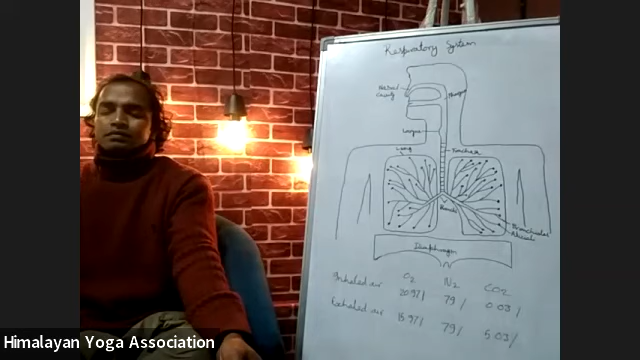 Respiratory System
Nasal
Cavity
Pharynx
Larynx
Trachea
Lung
Bronchi
Bronchioles
Alveoli
Diaphragm
O2 N2 CO2
Inhaled air 20.97% 79% 0.03%
Exhaled air 15.97% 79% 5.03%
Himalayan Yoga Association